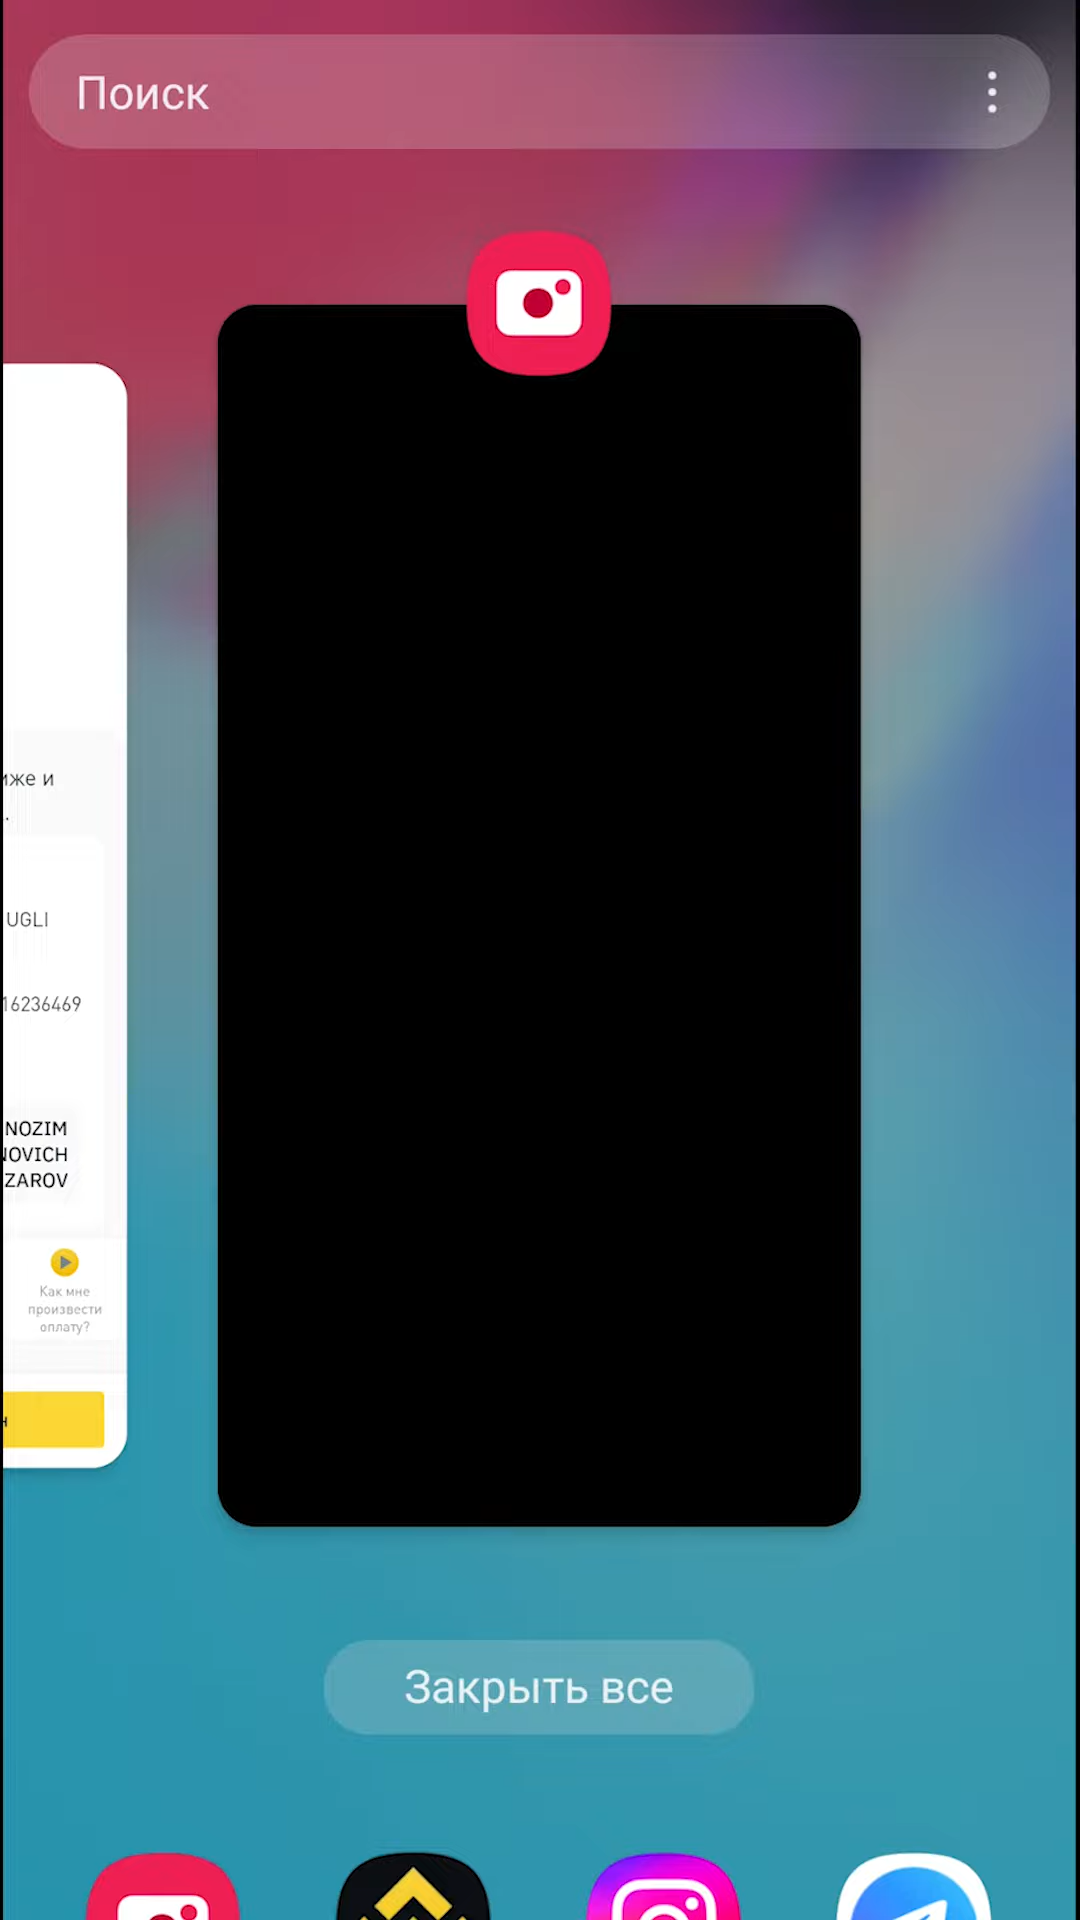 Поиск
иже и
UGLI
16236469
NOZIM
NOVICH
ZAROV
Как мне
произвести
оплату?
н
Закрыть все